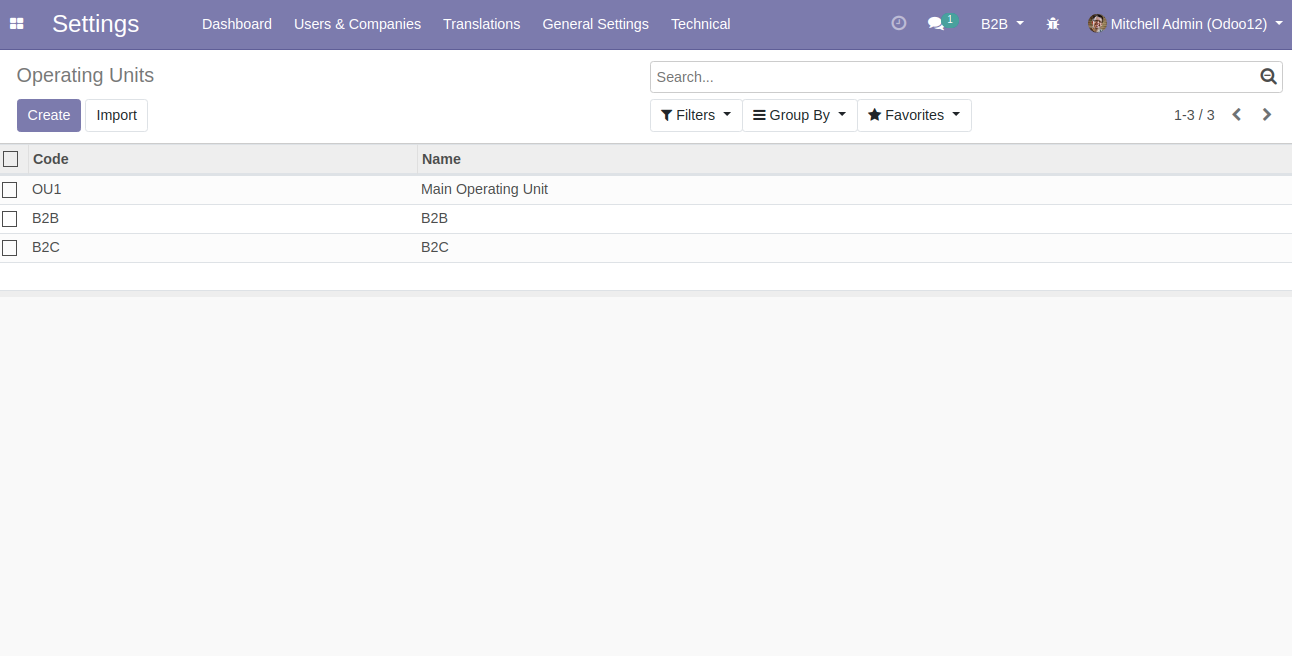 Settings Dashboard Users & Companies Translations General Settings Technical 1 B2B Mitchell Admin (Odoo12)
Operating Units
Search...
Create Import Filters Group By Favorites 1-3 / 3
Code Name
OU1 Main Operating Unit
B2B B2B
B2C B2C